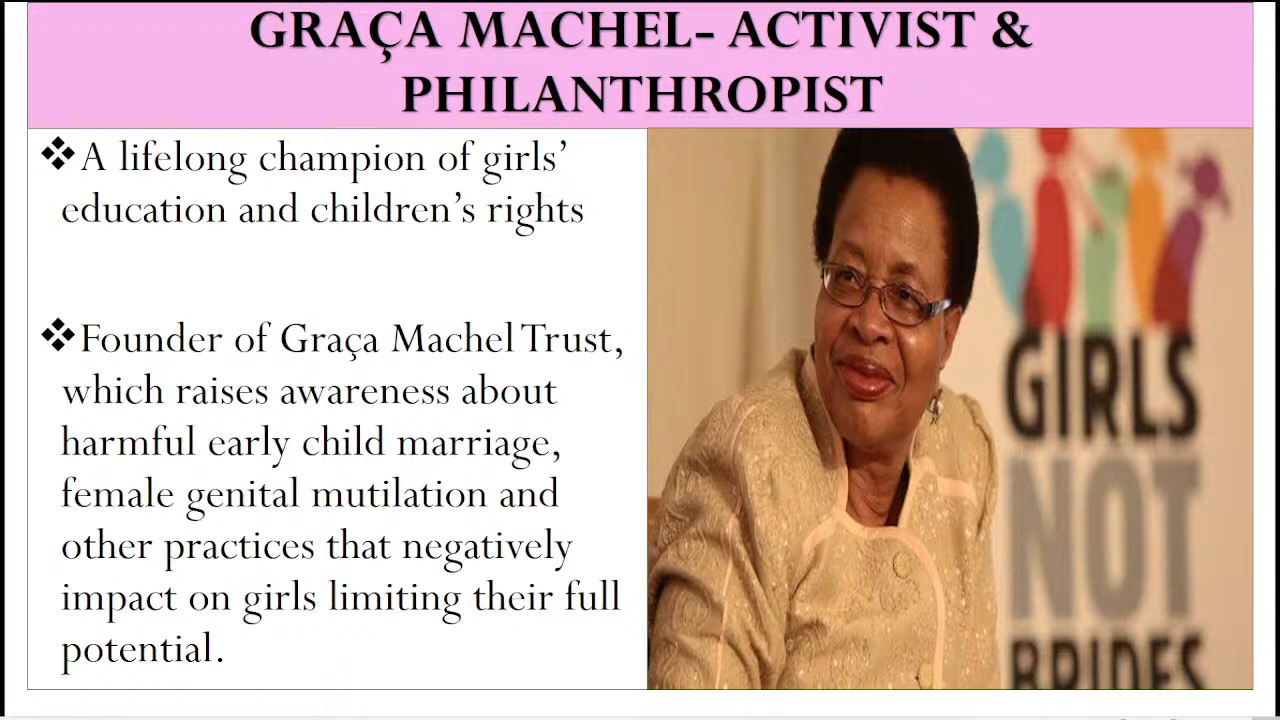 GRAÇA MACHEL- ACTIVIST &
PHILANTHROPIST
❖A lifelong champion of girls’
education and children’s rights
❖Founder of Graça Machel Trust,
which raises awareness about
harmful early child marriage,
female genital mutilation and
other practices that negatively
impact on girls limiting their full
potential.
GIRLS
NOT
BRIDES